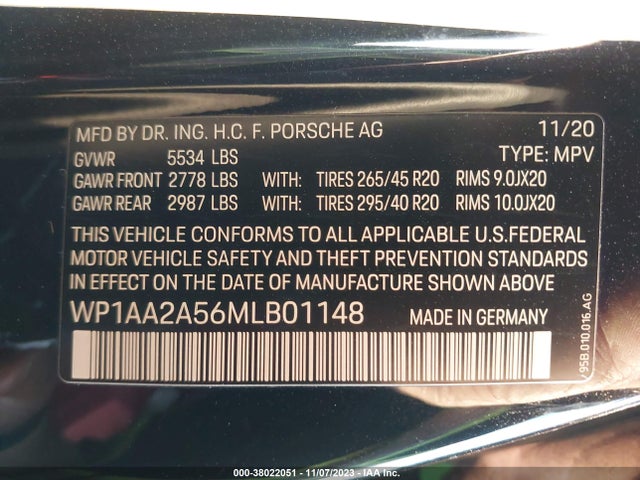 MFD BY DR. ING. H.C. F. PORSCHE AG 11/20
GVWR 5534 LBS TYPE: MPV
GAWR FRONT 2778 LBS WITH: TIRES 265/45 R20 RIMS 9.0JX20
GAWR REAR 2987 LBS WITH: TIRES 295/40 R20 RIMS 10.0JX20
THIS VEHICLE CONFORMS TO ALL APPLICABLE U.S.FEDERAL
MOTOR VEHICLE SAFETY AND THEFT PREVENTION STANDARDS
IN EFFECT ON THE DATE OF MANUFACTURE SHOWN ABOVE
WP1AA2A56MLB01148 MADE IN GERMANY
95B.010.016.AG
000-38022051 - 11/07/2023 - IAA Inc.